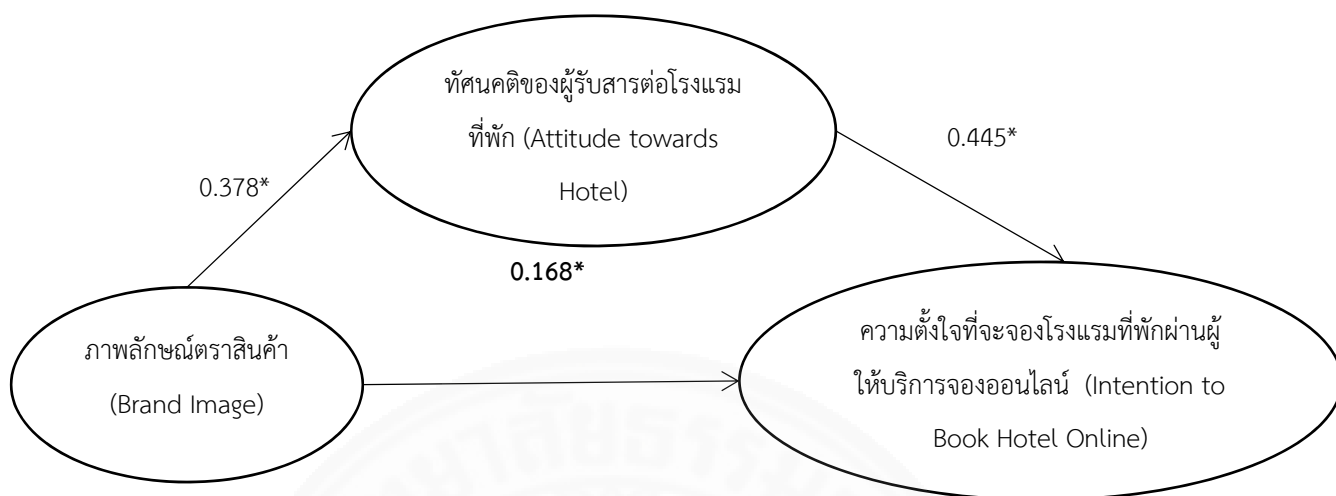 ทัศนคติของผู้รับสารต่อโรงแรม
ที่พัก (Attitude towards
Hotel)
0.445*
0.378*
0.168*
ภาพลักษณ์ตราสินค้า
(Brand Image)
ความตั้งใจที่จะจองโรงแรมที่พักผ่านผู้
ให้บริการจองออนไลน์ (Intention to
Book Hotel Online)